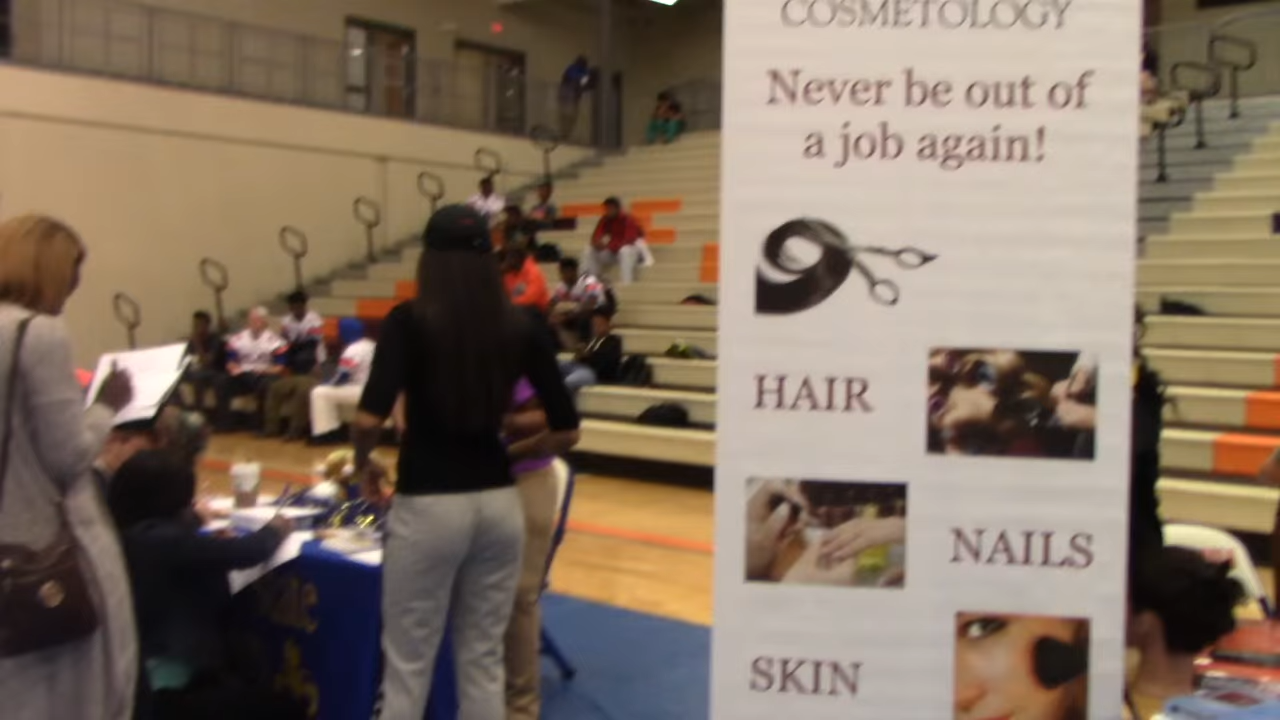 COSMETOLOGY
Never be out of
a job again!
HAIR
NAILS
SKIN